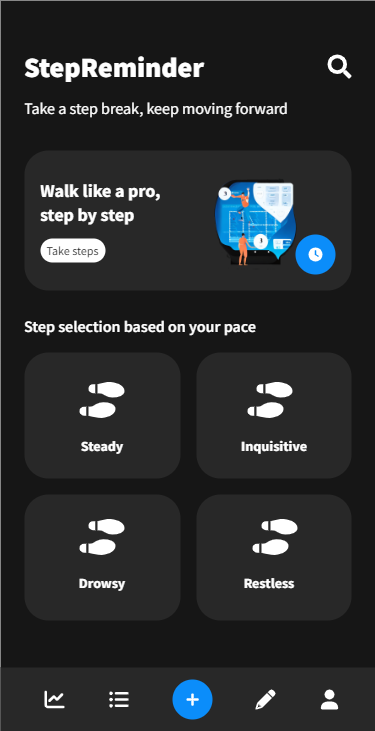 StepReminder
Take a step break, keep moving forward
Walk like a pro,
step by step
Take steps
Step selection based on your pace
Steady
Inquisitive
Drowsy
Restless